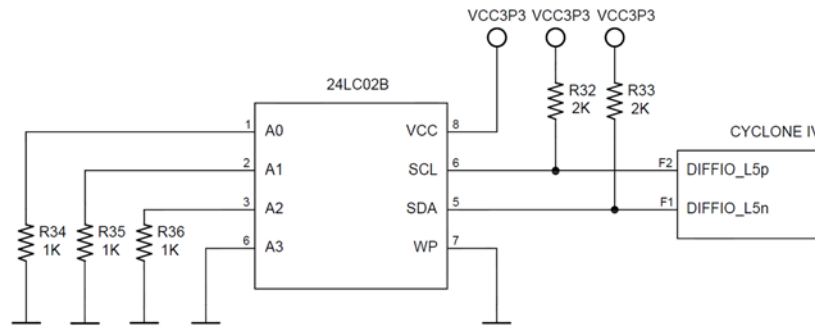 VCC3P3 VCC3P3 VCC3P3
24LC02B
R32
2K
R33
2K
CYCLONE IV
1 A0 VCC 8
2 A1 SCL 6 F2 DIFFIO_L5p
3 A2 SDA 5 F1 DIFFIO_L5n
6 A3 WP 7
R34
1K
R35
1K
R36
1K